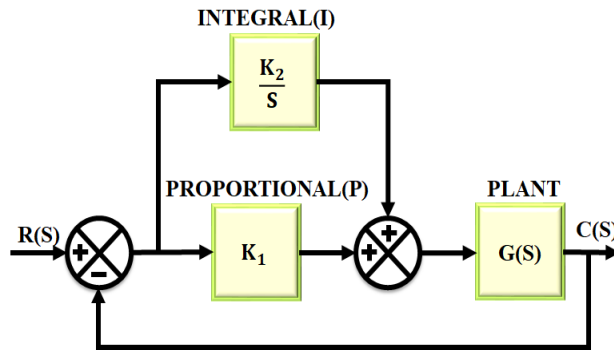 INTEGRAL(I)
K₂
S
PROPORTIONAL(P)
PLANT
R(S)
+
−
K₁
+
+
G(S)
C(S)